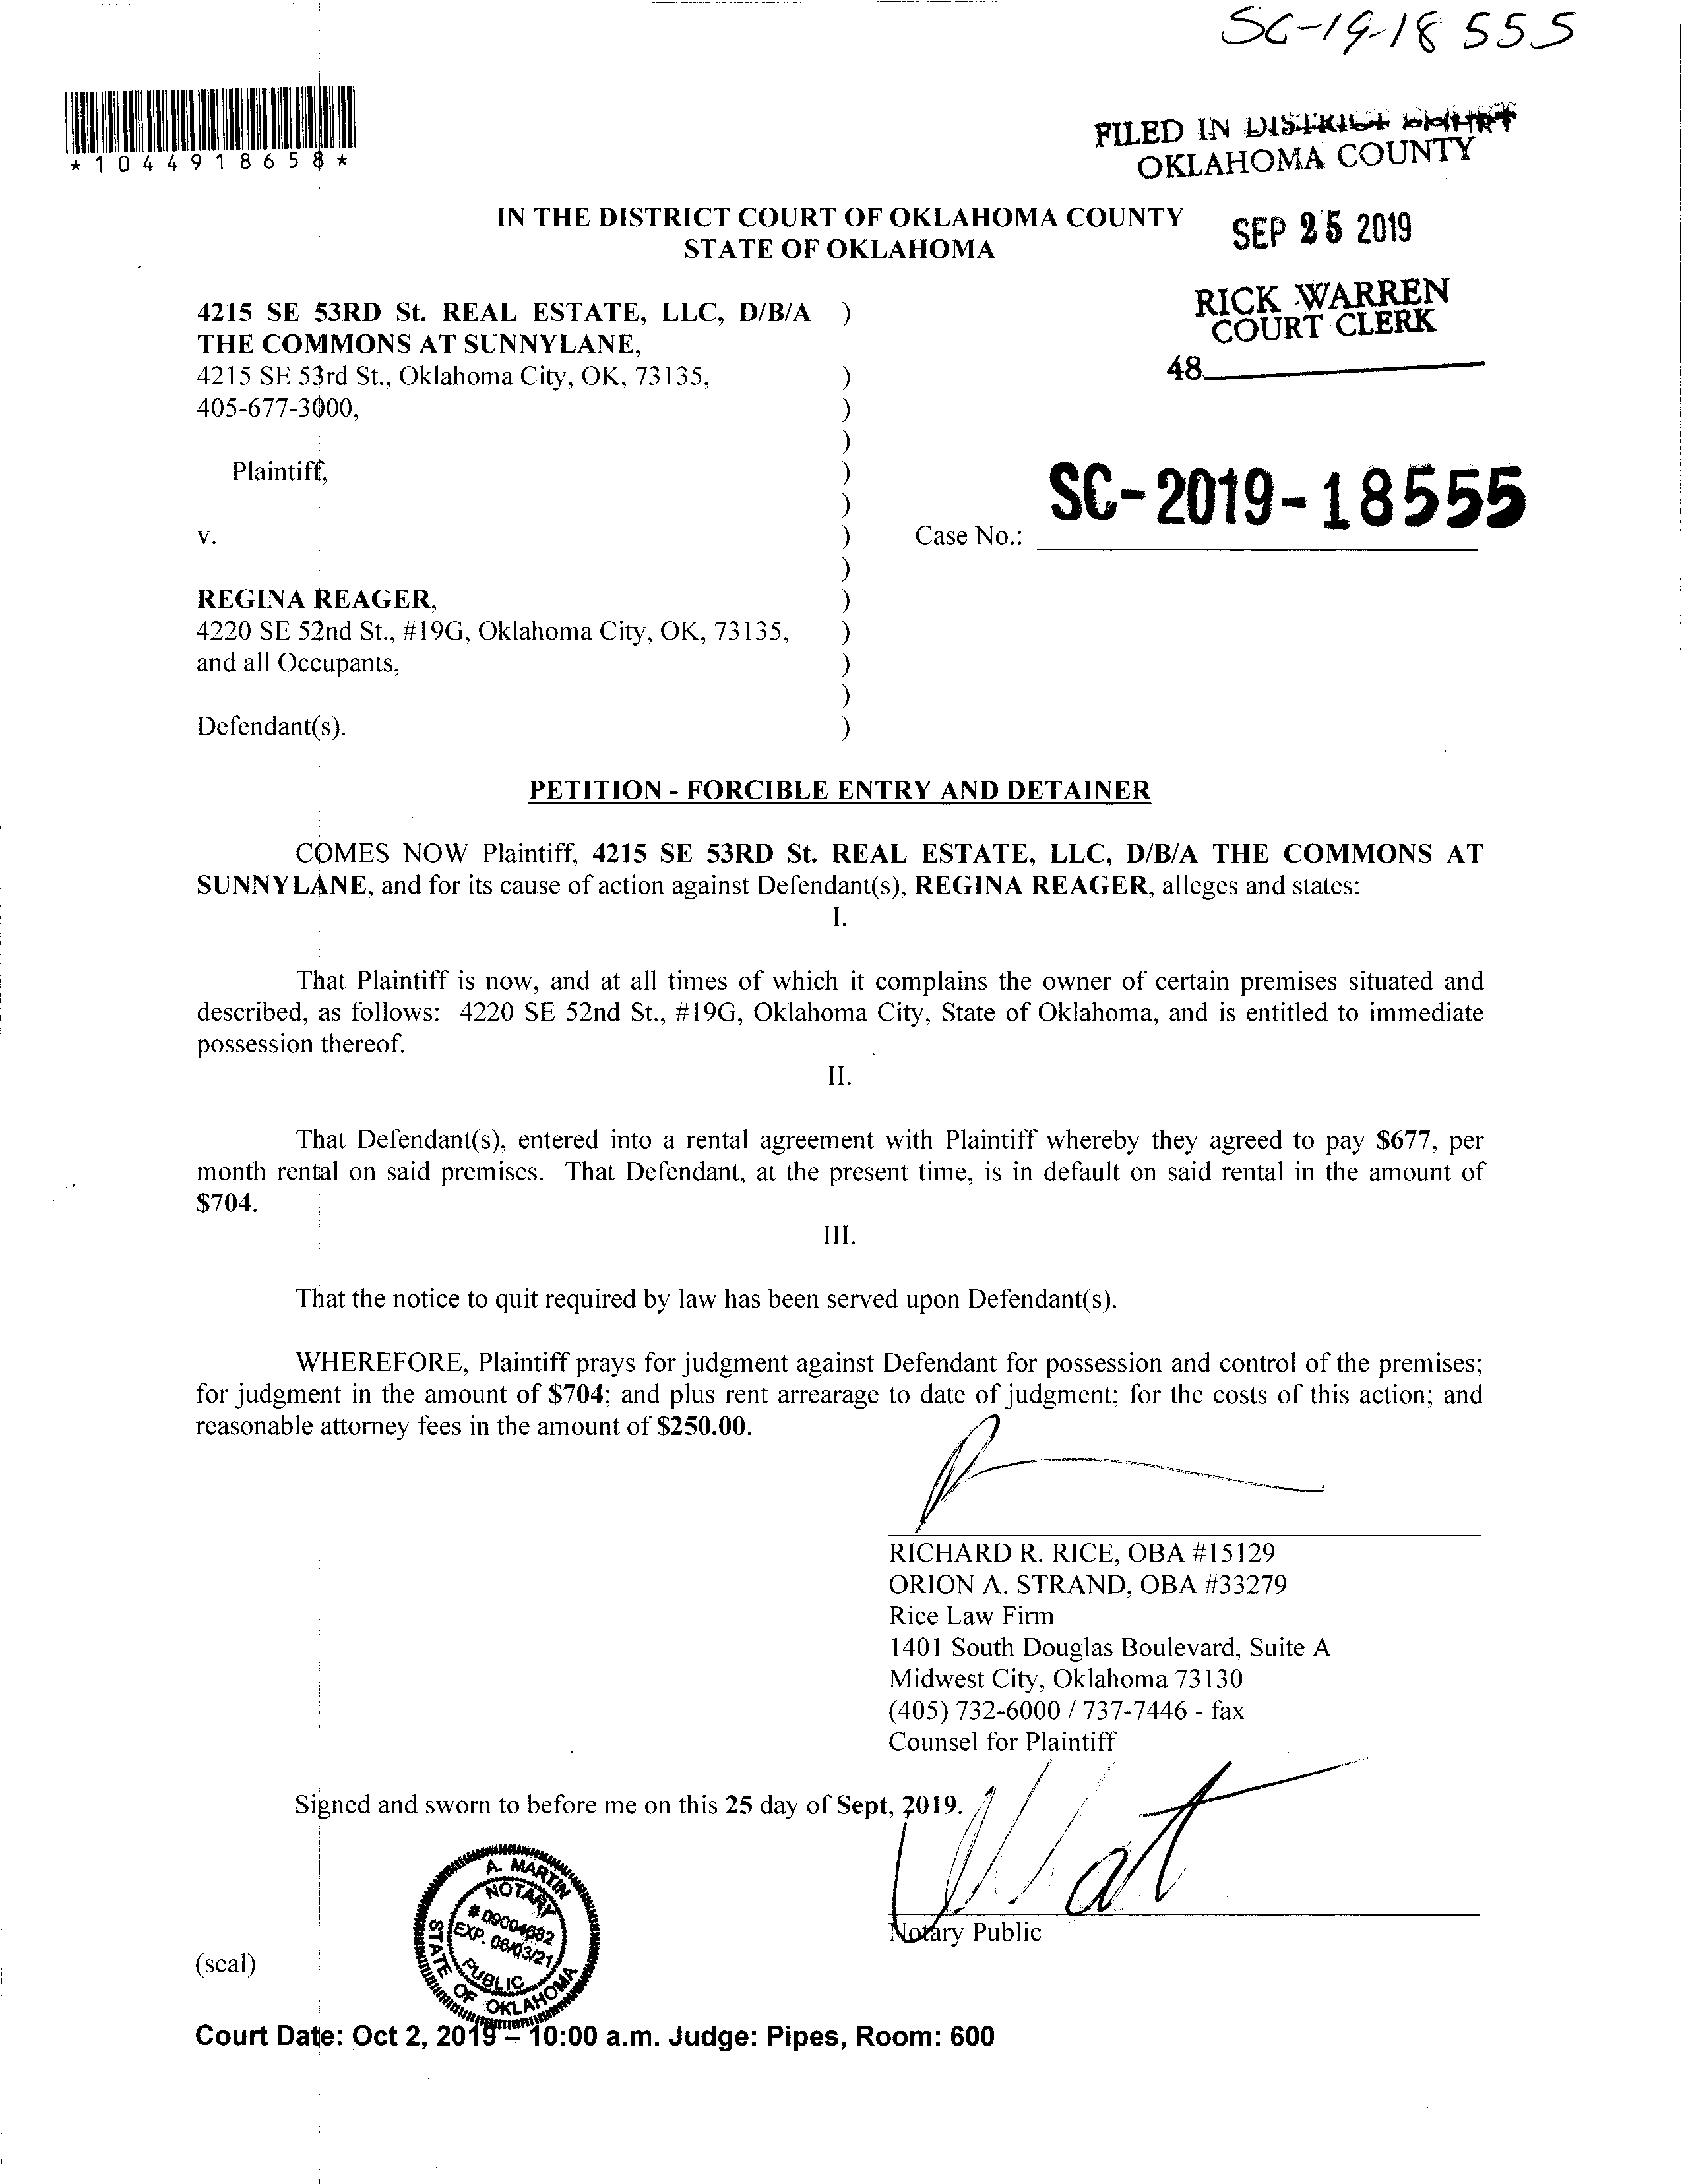 SC-19-18555
*1044918658*
FILED IN DISTRICT COURT
OKLAHOMA COUNTY
IN THE DISTRICT COURT OF OKLAHOMA COUNTY
STATE OF OKLAHOMA
SEP 25 2019
RICK WARREN
COURT CLERK
48
4215 SE 53RD St. REAL ESTATE, LLC, D/B/A )
THE COMMONS AT SUNNYLANE,
4215 SE 53rd St., Oklahoma City, OK, 73135, )
405-677-3000, )
)
Plaintiff, )
)
v. ) Case No.: SC-2019-18555
)
REGINA REAGER, )
4220 SE 52nd St., #19G, Oklahoma City, OK, 73135, )
and all Occupants, )
)
Defendant(s). )
PETITION - FORCIBLE ENTRY AND DETAINER
COMES NOW Plaintiff, 4215 SE 53RD St. REAL ESTATE, LLC, D/B/A THE COMMONS AT
SUNNYLANE, and for its cause of action against Defendant(s), REGINA REAGER, alleges and states:
I.
That Plaintiff is now, and at all times of which it complains the owner of certain premises situated and
described, as follows: 4220 SE 52nd St., #19G, Oklahoma City, State of Oklahoma, and is entitled to immediate
possession thereof.
II.
That Defendant(s), entered into a rental agreement with Plaintiff whereby they agreed to pay $677, per
month rental on said premises. That Defendant, at the present time, is in default on said rental in the amount of
$704.
III.
That the notice to quit required by law has been served upon Defendant(s).
WHEREFORE, Plaintiff prays for judgment against Defendant for possession and control of the premises;
for judgment in the amount of $704; and plus rent arrearage to date of judgment; for the costs of this action; and
reasonable attorney fees in the amount of $250.00.
RICHARD R. RICE, OBA #15129
ORION A. STRAND, OBA #33279
Rice Law Firm
1401 South Douglas Boulevard, Suite A
Midwest City, Oklahoma 73130
(405) 732-6000 / 737-7446 - fax
Counsel for Plaintiff
Signed and sworn to before me on this 25 day of Sept, 2019.
Notary Public
A. MARTIN
NOTARY
# 09004682
EXP. 06/03/21
PUBLIC
STATE OF OKLAHOMA
(seal)
Court Date: Oct 2, 2019 – 10:00 a.m. Judge: Pipes, Room: 600